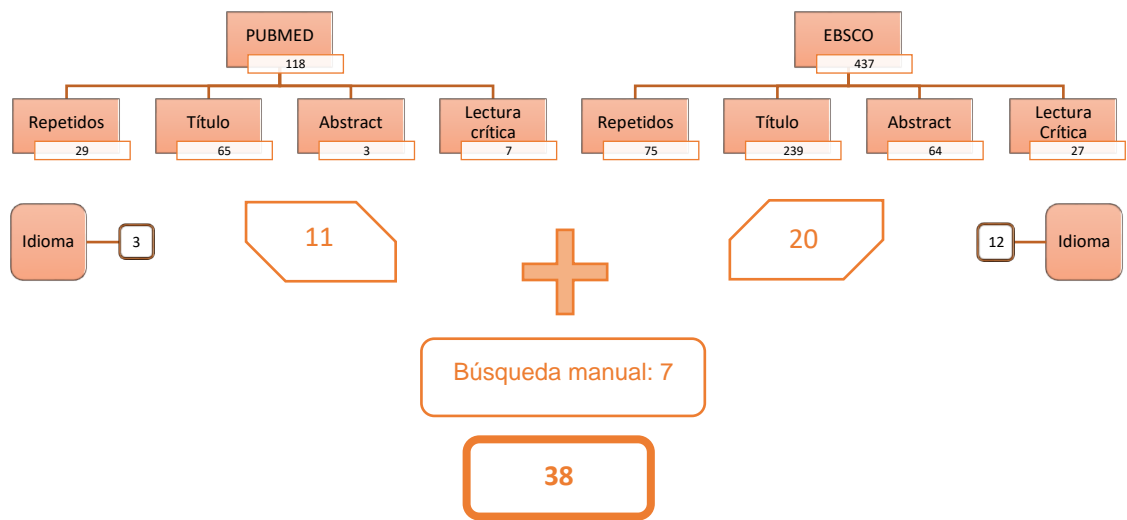 PUBMED
118
EBSCO
437
Repetidos
29
Título
65
Abstract
3
Lectura
crítica
7
Repetidos
75
Título
239
Abstract
64
Lectura
Crítica
27
Idioma
3
11
20
12
Idioma
Búsqueda manual: 7
38